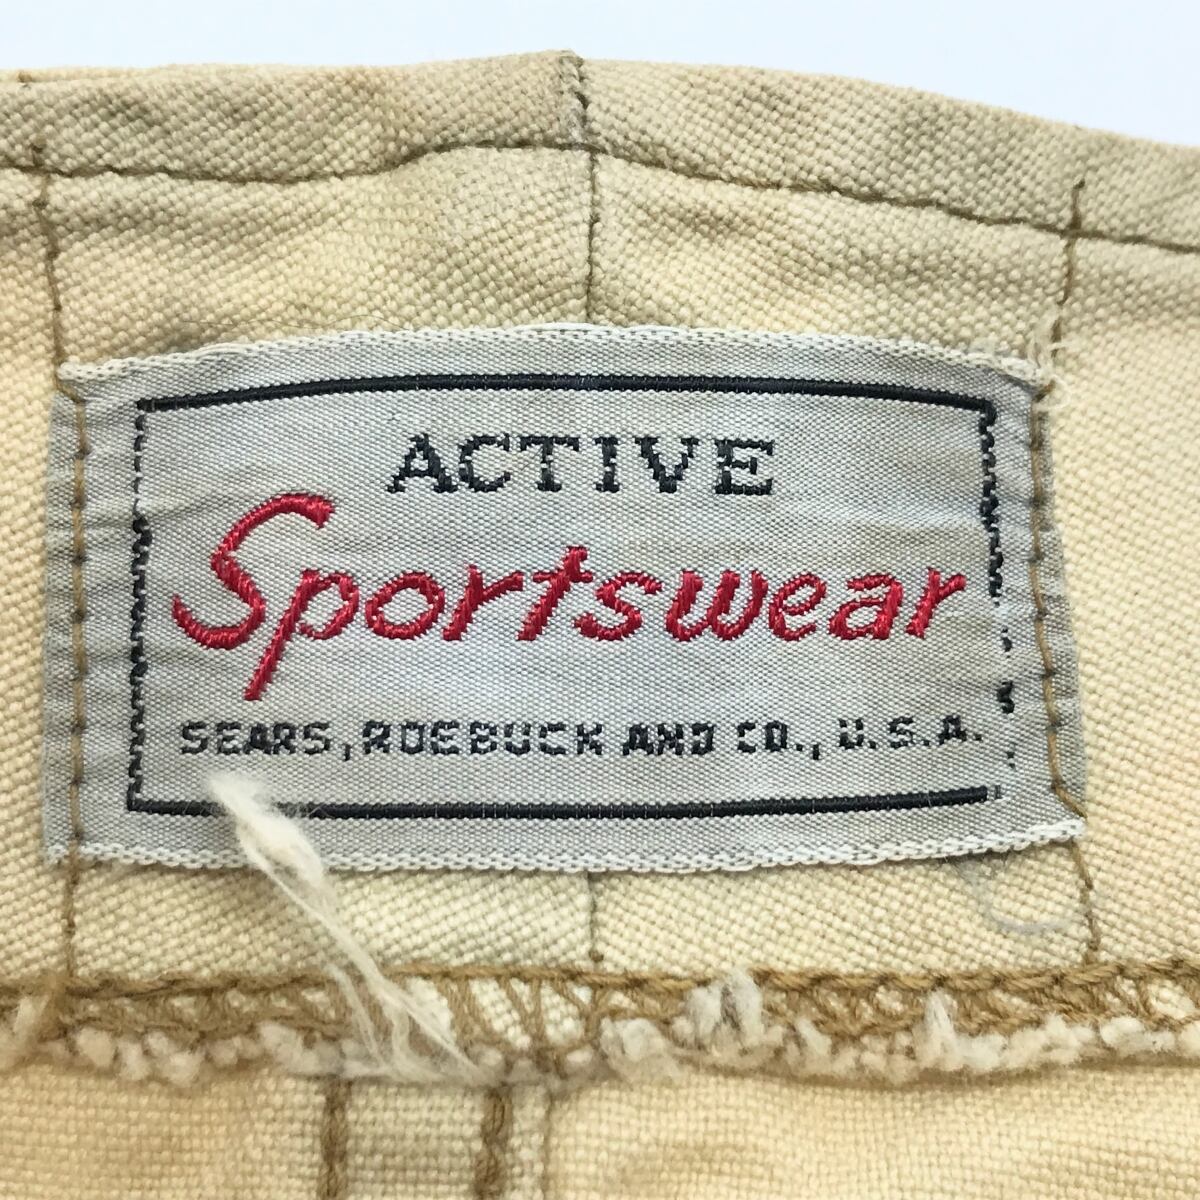 ACTIVE
Sportswear
SEARS, ROEBUCK AND CO., U.S.A.